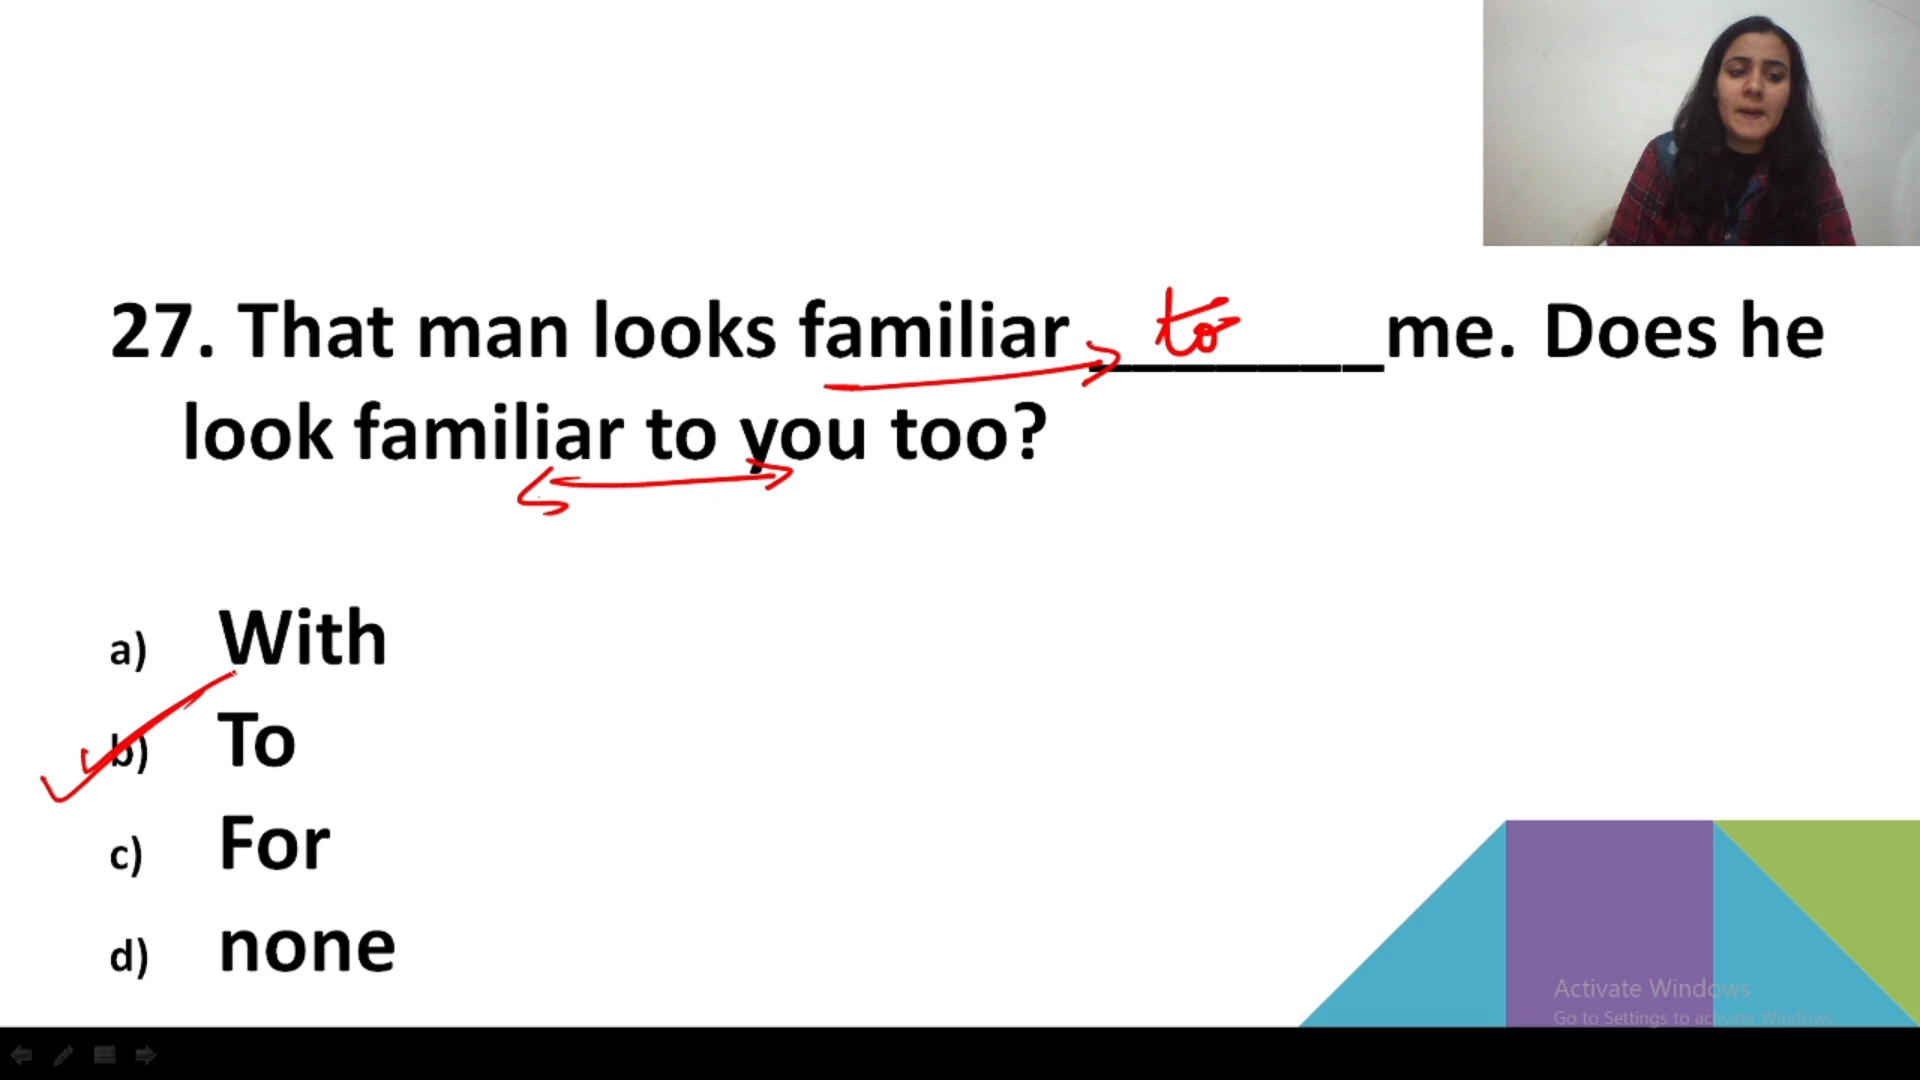 27. That man looks familiar to _______me. Does he
look familiar to you too?
a) With
b) To
c) For
d) none
Activate Windows
Go to Settings to activate Windows.